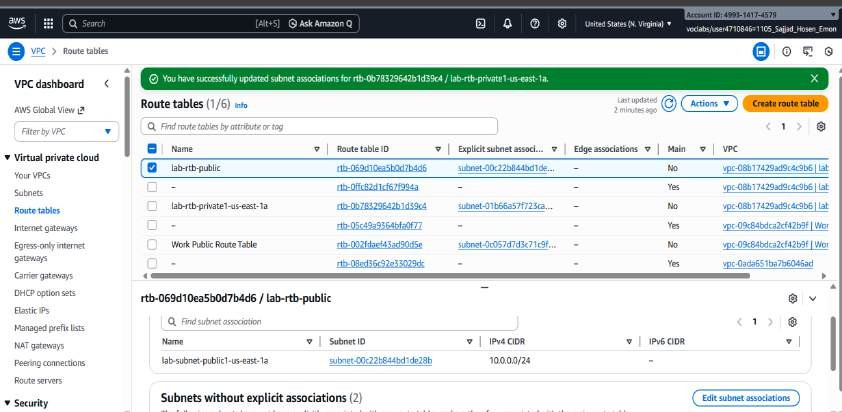 aws
Search
[Alt+S]
Ask Amazon Q
United States (N. Virginia)
Account ID: 4993-1417-4579
voclabs/user4710846=1105_Sajjad_Hosen_Emon
VPC > Route tables
VPC dashboard
AWS Global View
Filter by VPC
Virtual private cloud
Your VPCs
Subnets
Route tables
Internet gateways
Egress-only internet
gateways
Carrier gateways
DHCP option sets
Elastic IPs
Managed prefix lists
NAT gateways
Peering connections
Route servers
Security
You have successfully updated subnet associations for rtb-0b78329642b1d39c4 / lab-rtb-private1-us-east-1a.
Route tables (1/6) Info
Last updated
2 minutes ago
Actions
Create route table
Find route tables by attribute or tag
1
Name Route table ID Explicit subnet associ... Edge associations Main VPC
lab-rtb-public rtb-069d10ea5b0d7b4d6 subnet-00c22b844bd1de... – No vpc-08b17429ad9c4c9b6 | lab
– rtb-0ffc82d1cf67f994a – – Yes vpc-08b17429ad9c4c9b6 | lab
lab-rtb-private1-us-east-1a rtb-0b78329642b1d39c4 subnet-01b66a57f723ca... – No vpc-08b17429ad9c4c9b6 | lab
– rtb-05c49a9364bfa0f77 – – Yes vpc-09c84bdca2cf42b9f | Wor
Work Public Route Table rtb-002fdaef43ad90d5e subnet-0c057d7d3c71c9f... – No vpc-09c84bdca2cf42b9f | Wor
– rtb-08ed36c92e33029dc – – Yes vpc-0ada651ba7b6046ad
rtb-069d10ea5b0d7b4d6 / lab-rtb-public
Find subnet association
1
Name Subnet ID IPv4 CIDR IPv6 CIDR
lab-subnet-public1-us-east-1a subnet-00c22b844bd1de28b 10.0.0.0/24 –
Subnets without explicit associations (2)
Edit subnet associations